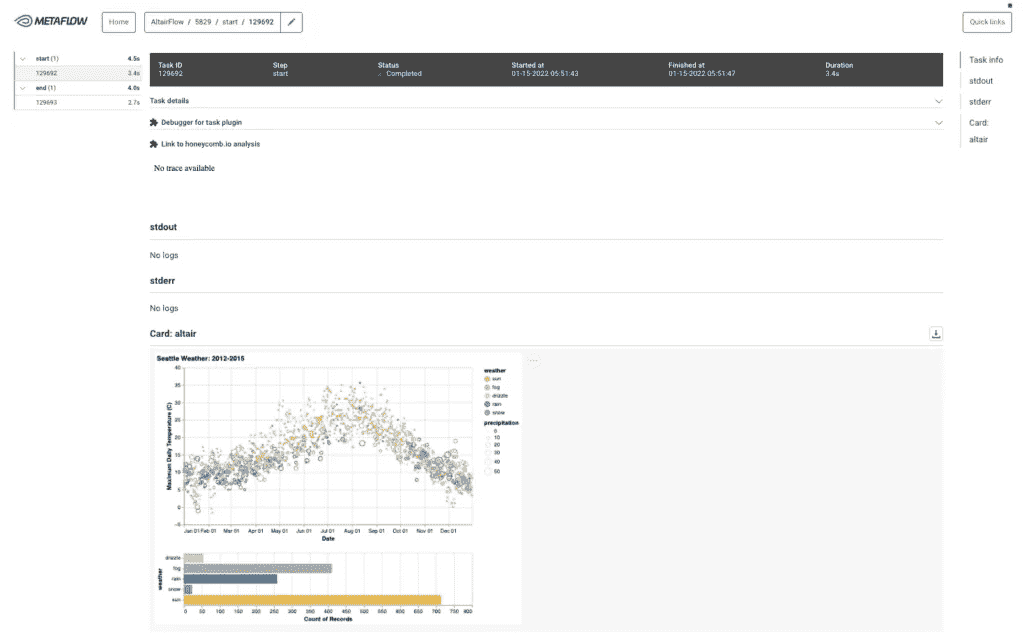 METAFLOW
Home
AltairFlow / 5829 / start / 129692
Quick links
start (1) 4.5s
129692 3.4s
end (1) 4.0s
129693 2.7s
Task ID Step Status Started at Finished at Duration
129692 start Completed 01-15-2022 05:51:43 01-15-2022 05:51:47 3.4s
Task info
stdout
stderr
Card:
altair
Task details
Debugger for task plugin
Link to honeycomb.io analysis
No trace available
stdout
No logs
stderr
No logs
Card: altair
Seattle Weather: 2012-2015
40
35
30
25
20
15
10
5
0
-5
Maximum Daily Temperature (C)
Jan 01 Feb 01 Mar 01 Apr 01 May 01 Jun 01 Jul 01 Aug 01 Sep 01 Oct 01 Nov 01 Dec 01
Date
weather
sun
fog
drizzle
rain
snow
precipitation
0
10
20
30
40
50
weather
drizzle
fog
rain
snow
sun
0 50 100 150 200 250 300 350 400 450 500 550 600 650 700 750 800
Count of Records